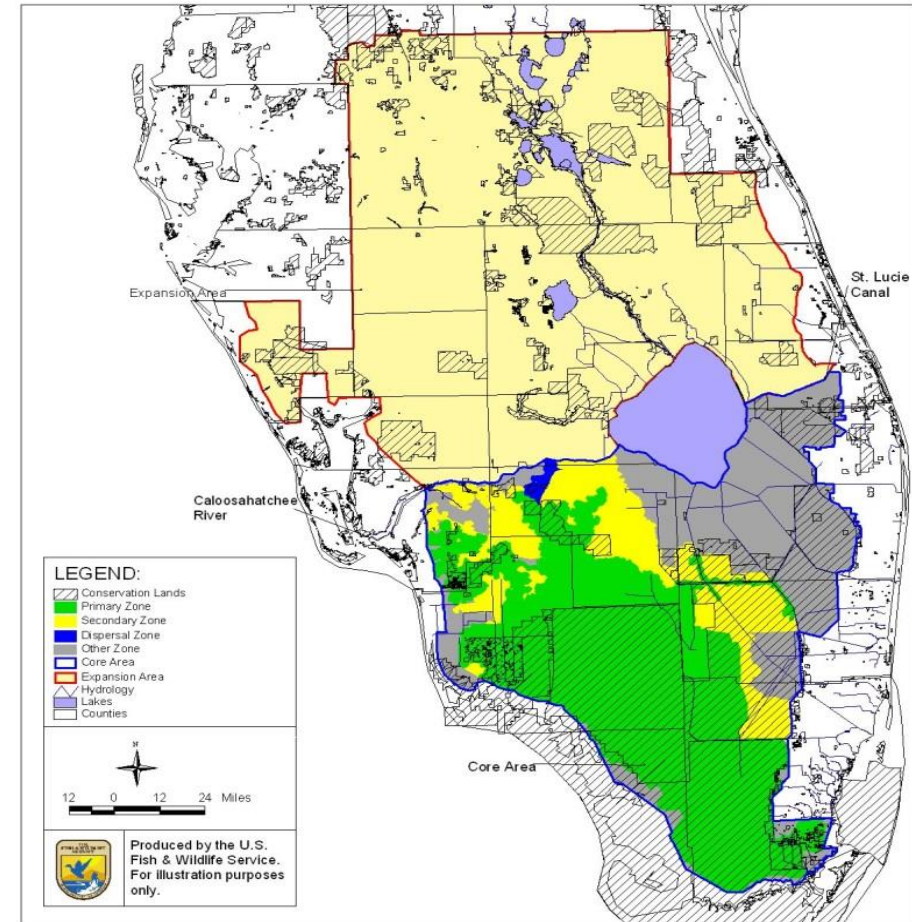 St. Lucie
Canal
Expansion Area
Caloosahatchee
River
LEGEND:
Conservation Lands
Primary Zone
Secondary Zone
Dispersal Zone
Other Zone
Core Area
Expansion Area
Hydrology
Lakes
Counties
Core Area
12 0 12 24 Miles
Produced by the U.S.
Fish & Wildlife Service.
For illustration purposes
only.